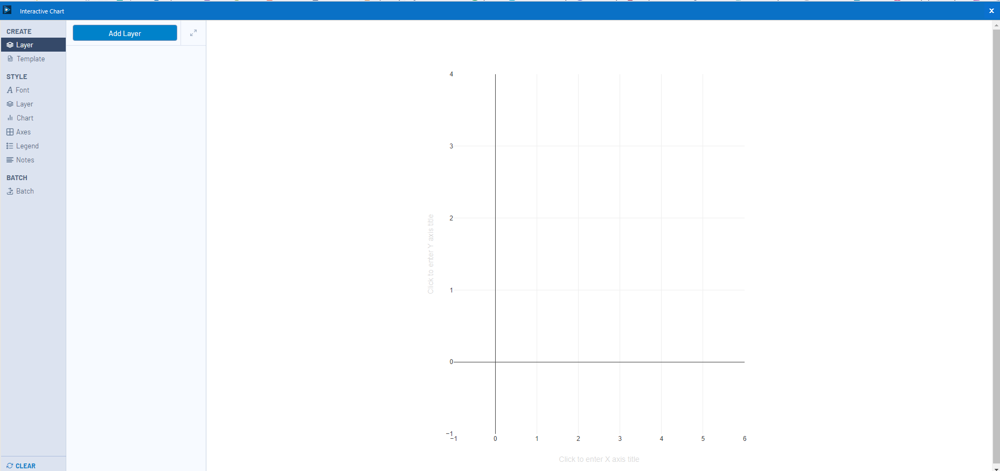 Interactive Chart
CREATE
Layer
Template
STYLE
Font
Layer
Chart
Axes
Legend
Notes
BATCH
Batch
CLEAR
Add Layer
Click to enter Y axis title
4
3
2
1
0
−1
−1 0 1 2 3 4 5 6
Click to enter X axis title